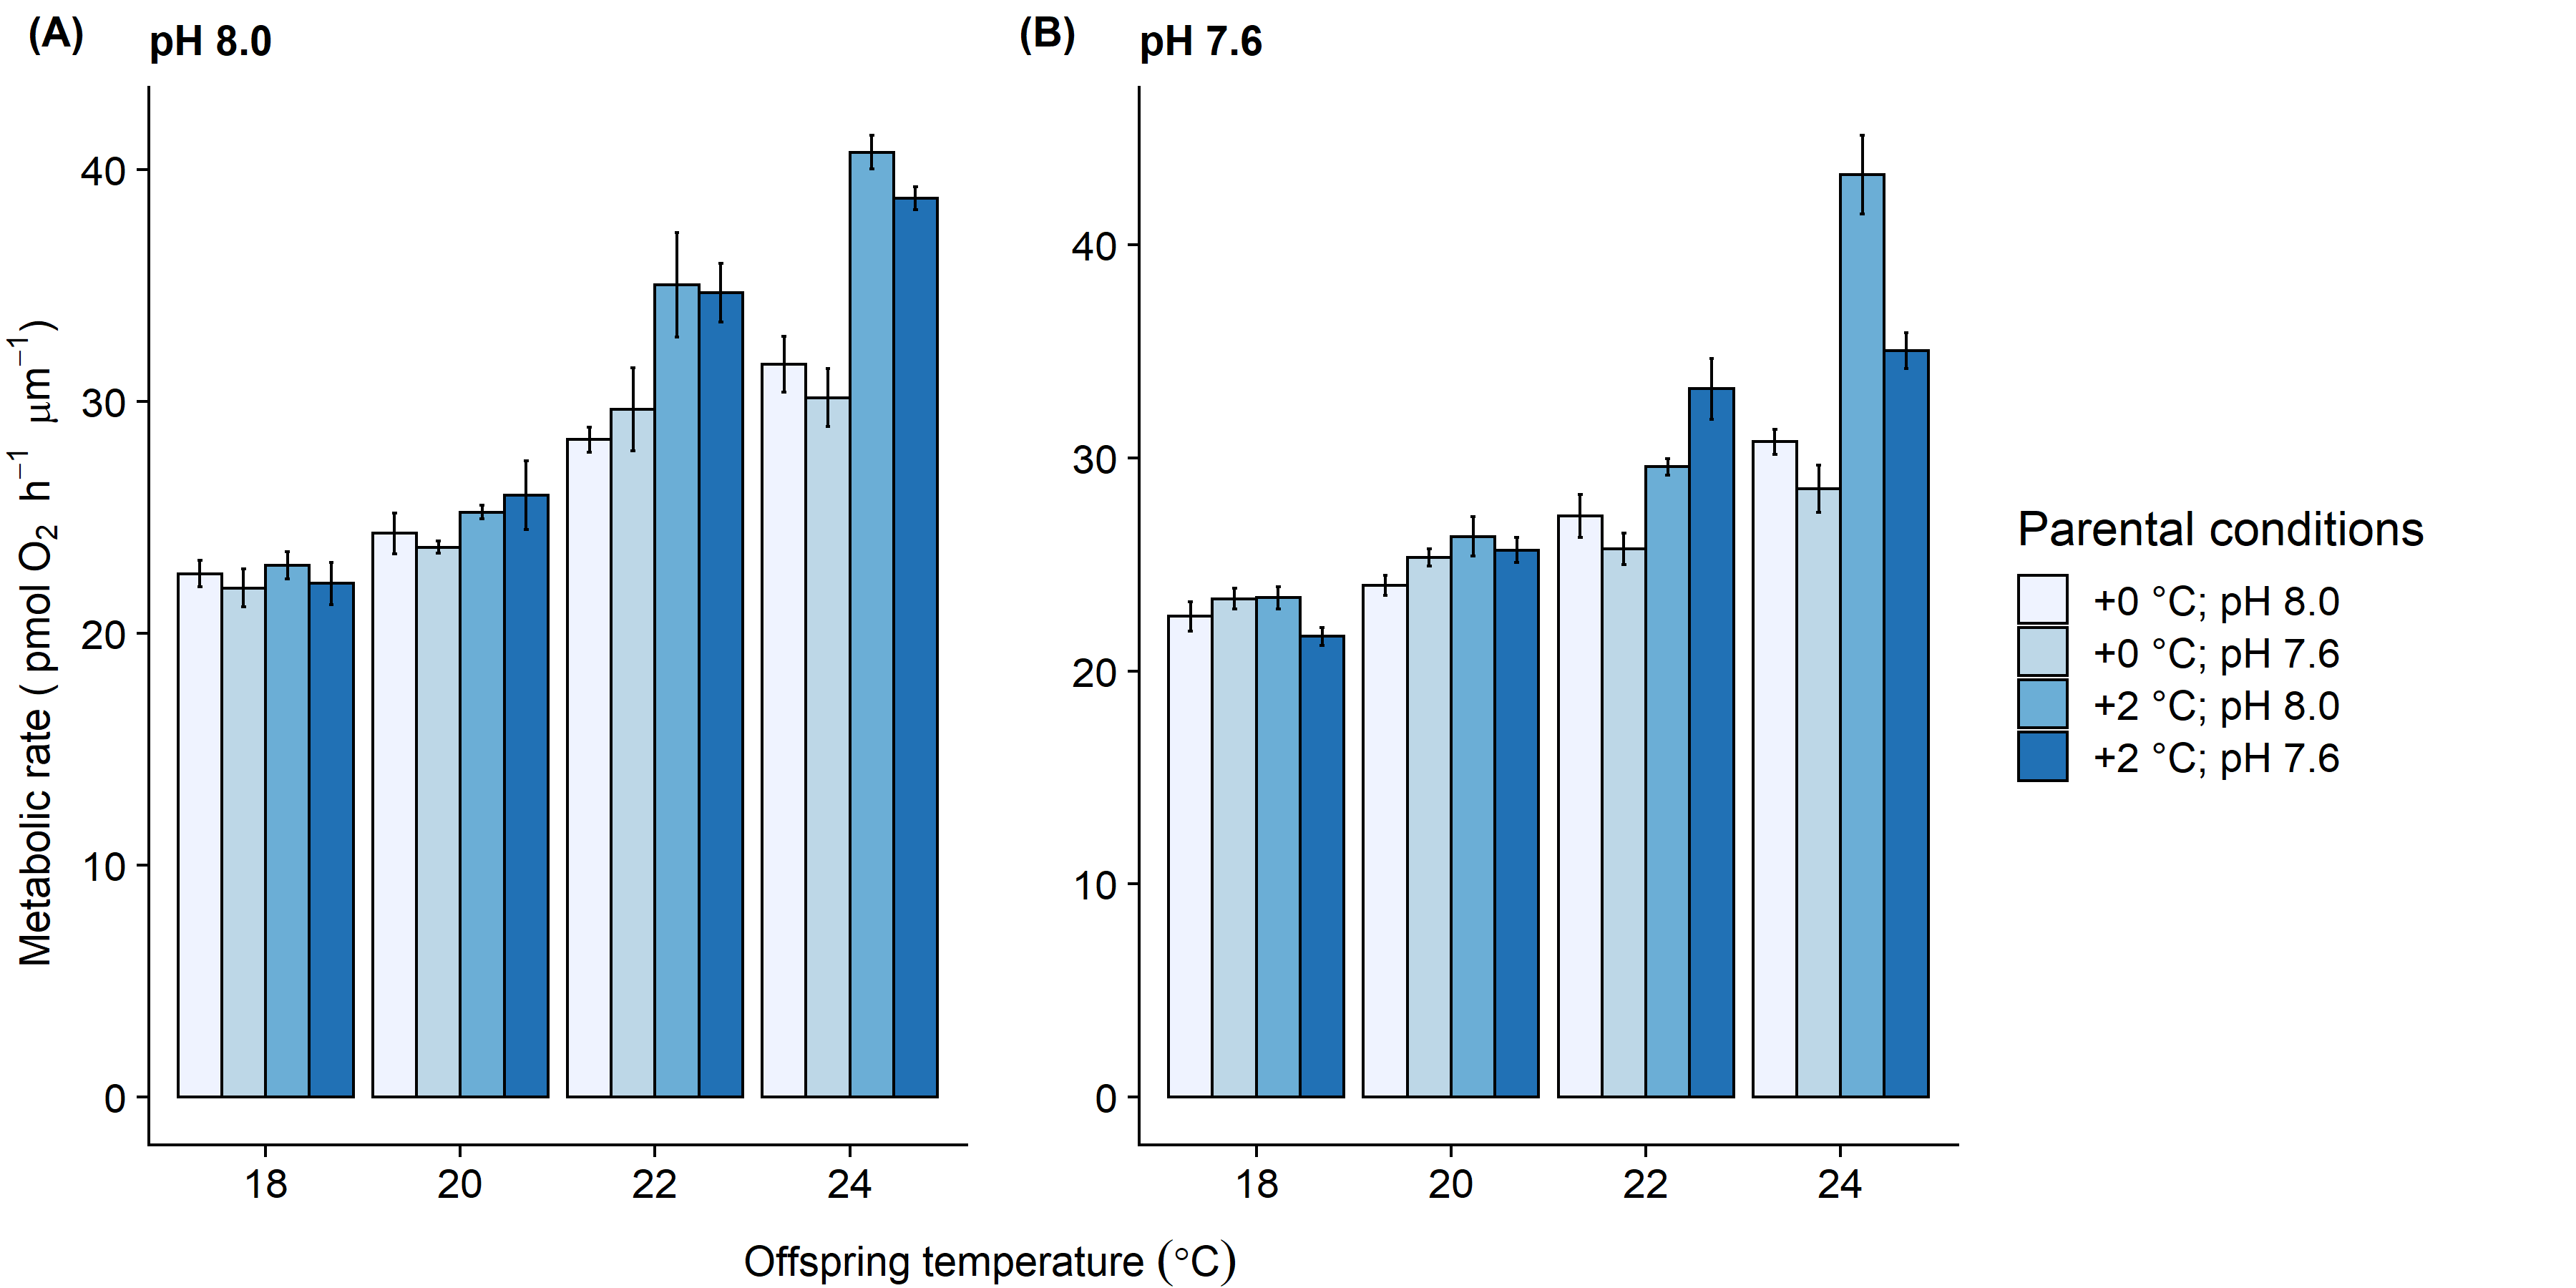 (A) pH 8.0
(B) pH 7.6
Metabolic rate ( pmol O₂ h⁻¹ μm⁻¹ )
40
30
20
10
0
18 20 22 24
40
30
20
10
0
18 20 22 24
Offspring temperature (°C)
Parental conditions
+0 °C; pH 8.0
+0 °C; pH 7.6
+2 °C; pH 8.0
+2 °C; pH 7.6